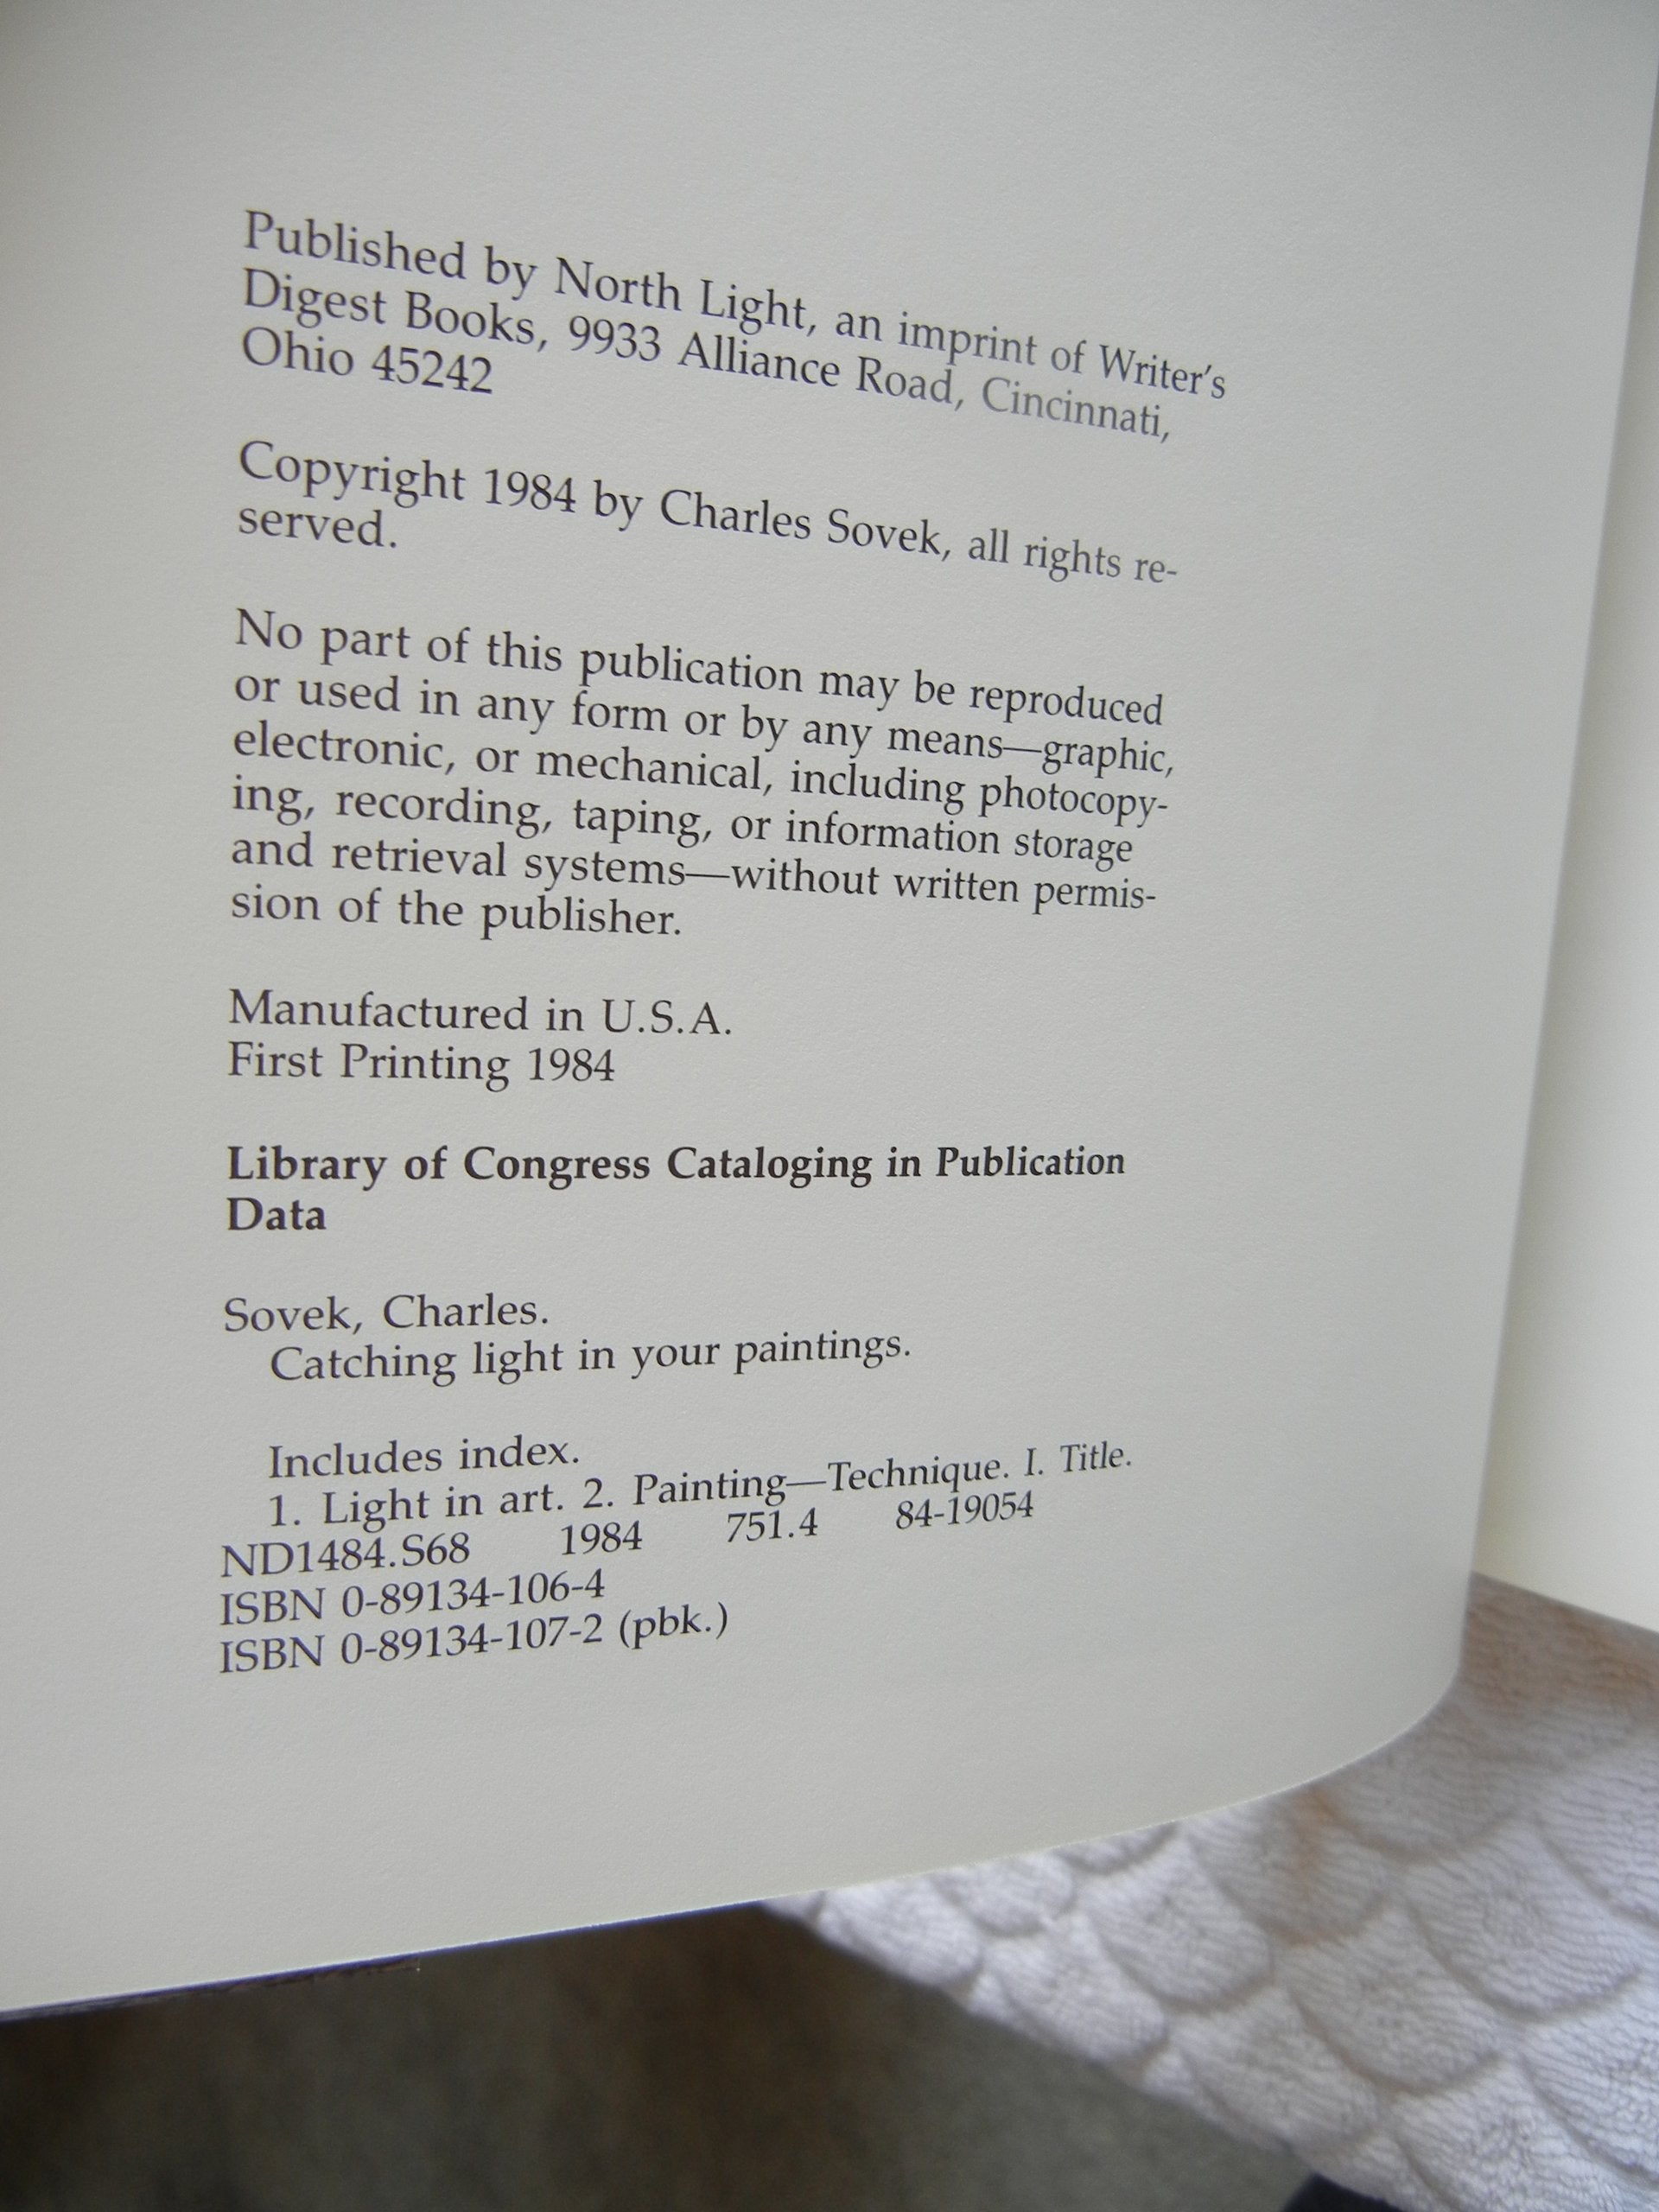 Published by North Light, an imprint of Writer's
Digest Books, 9933 Alliance Road, Cincinnati,
Ohio 45242
Copyright 1984 by Charles Sovek, all rights re-
served.
No part of this publication may be reproduced
or used in any form or by any means—graphic,
electronic, or mechanical, including photocopy-
ing, recording, taping, or information storage
and retrieval systems—without written permis-
sion of the publisher.
Manufactured in U.S.A.
First Printing 1984
Library of Congress Cataloging in Publication
Data
Sovek, Charles.
Catching light in your paintings.
Includes index.
1. Light in art. 2. Painting—Technique. I. Title.
ND1484.S68 1984 751.4 84-19054
ISBN 0-89134-106-4
ISBN 0-89134-107-2 (pbk.)